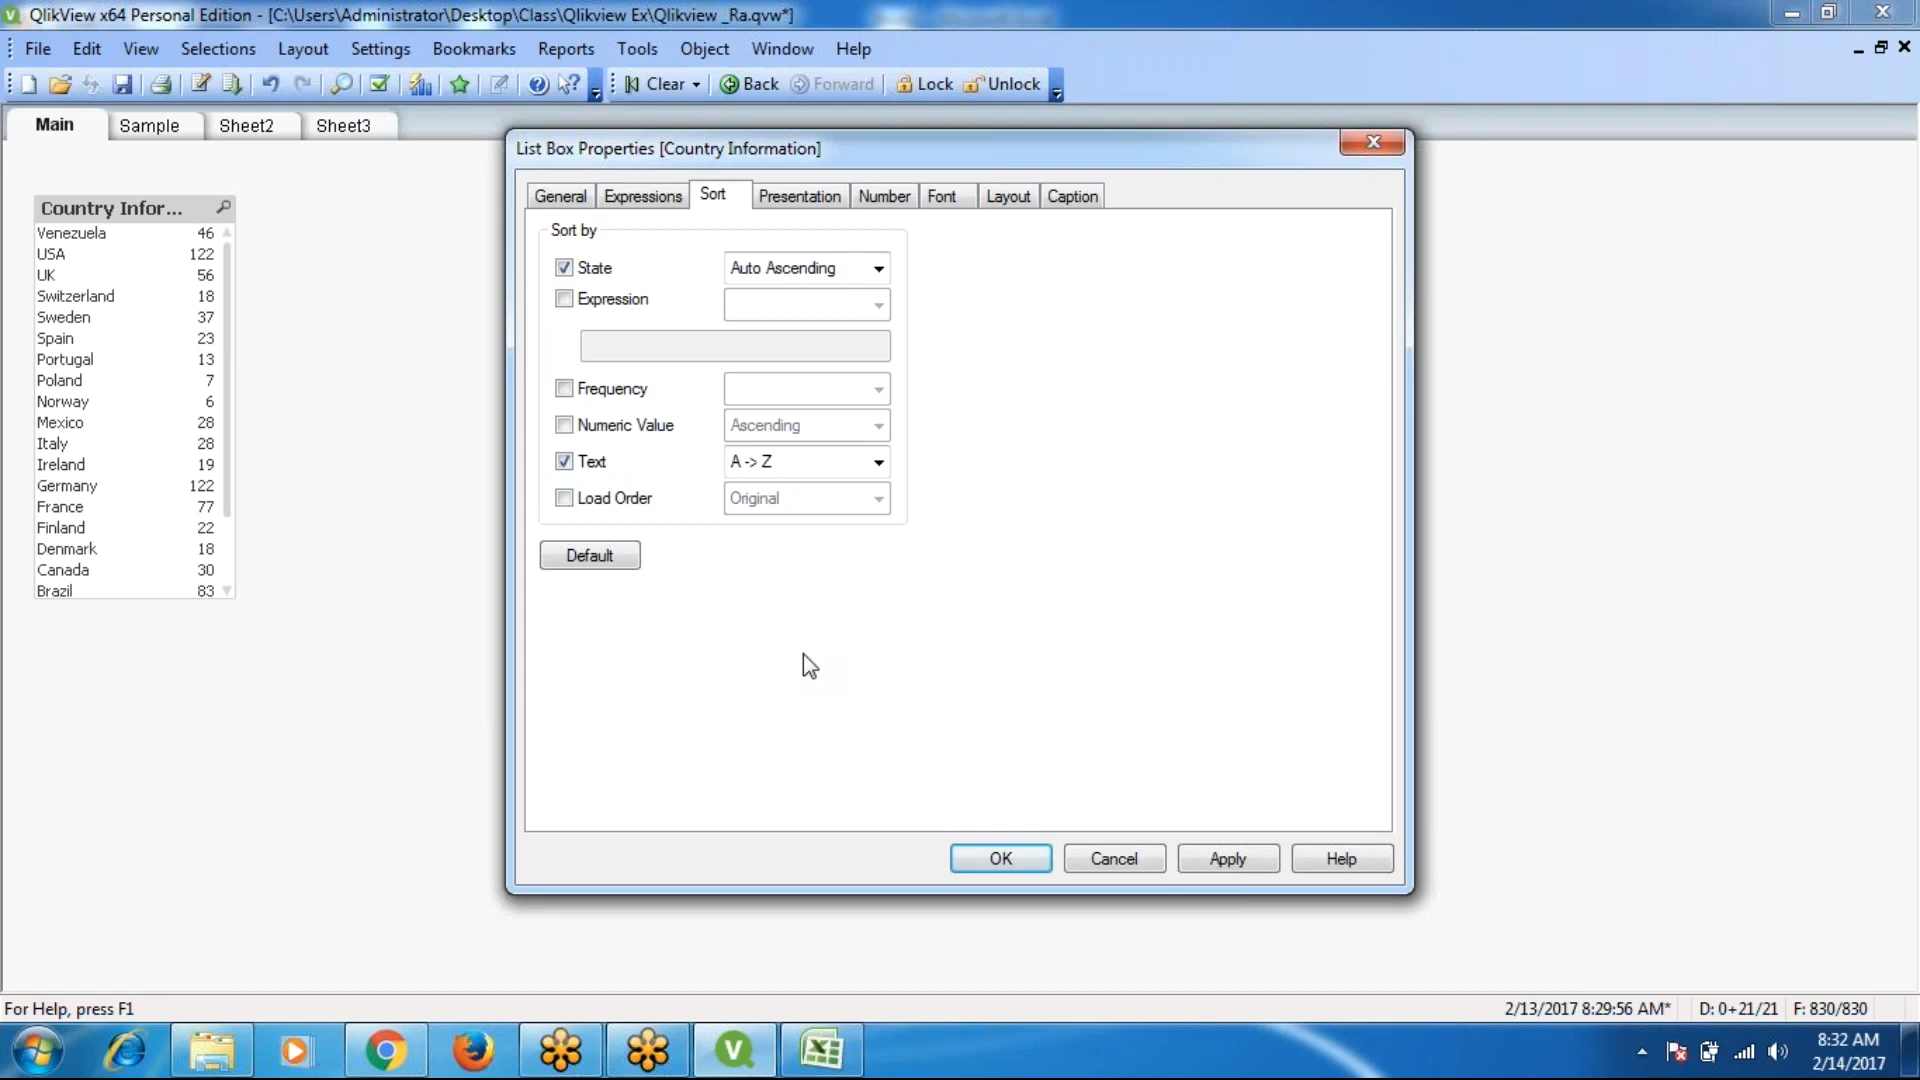 QlikView x64 Personal Edition - [C:\Users\Administrator\Desktop\Class\Qlikview Ex\Qlikview _Ra.qvw*]
File Edit View Selections Layout Settings Bookmarks Reports Tools Object Window Help
Clear Back Forward Lock Unlock
Main Sample Sheet2 Sheet3
List Box Properties [Country Information]
General Expressions Sort Presentation Number Font Layout Caption
Country Infor...
Venezuela 46
USA 122
UK 56
Switzerland 18
Sweden 37
Spain 23
Portugal 13
Poland 7
Norway 6
Mexico 28
Italy 28
Ireland 19
Germany 122
France 77
Finland 22
Denmark 18
Canada 30
Brazil 83
Sort by
State Auto Ascending
Expression
Frequency
Numeric Value Ascending
Text A -> Z
Load Order Original
Default
OK Cancel Apply Help
For Help, press F1
2/13/2017 8:29:56 AM* D: 0+21/21 F: 830/830
8:32 AM
2/14/2017